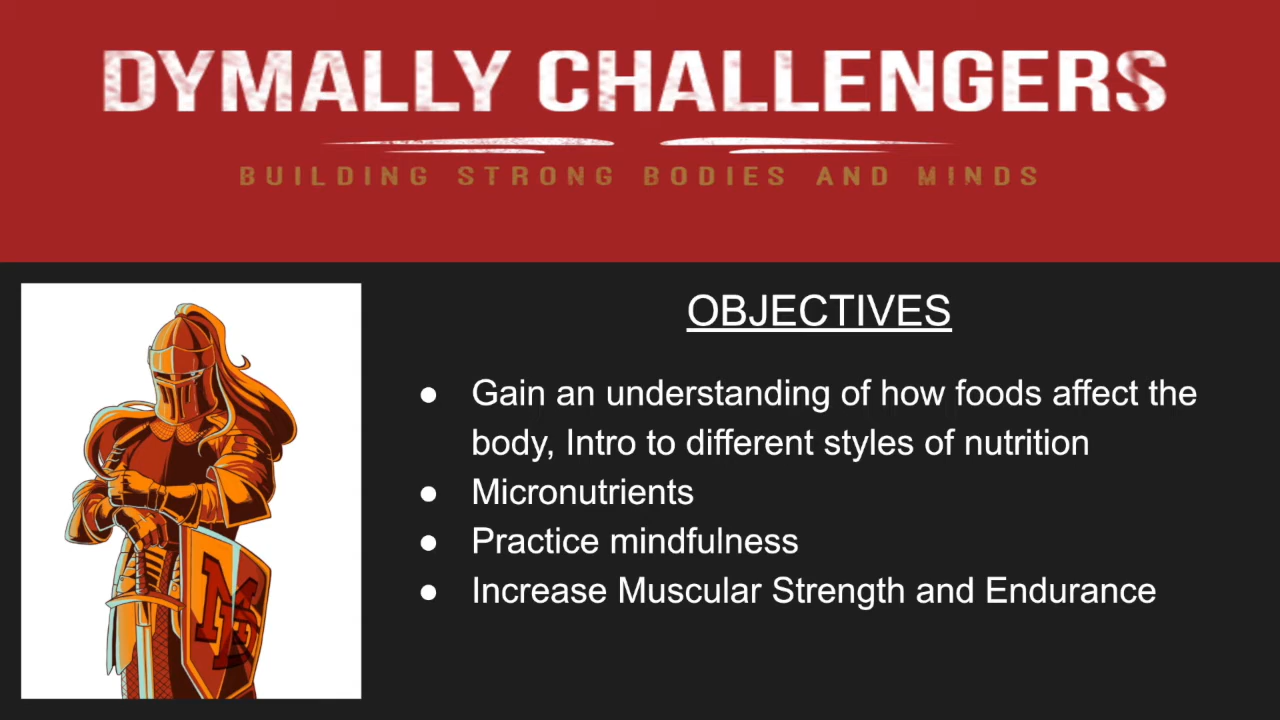 DYMALLY CHALLENGERS
BUILDING STRONG BODIES AND MINDS
OBJECTIVES
● Gain an understanding of how foods affect the
body, Intro to different styles of nutrition
● Micronutrients
● Practice mindfulness
● Increase Muscular Strength and Endurance